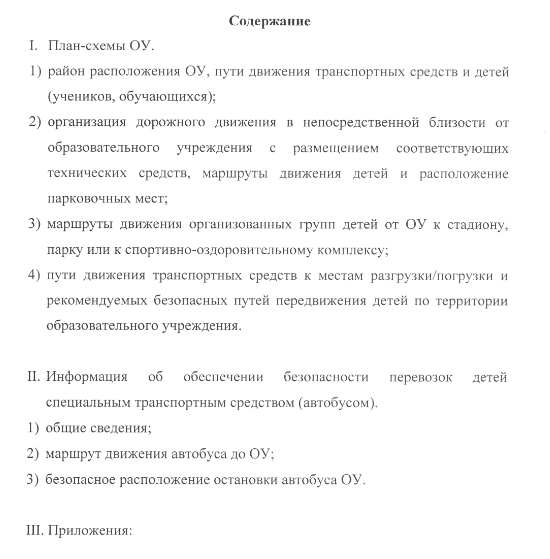 Содержание
I. План-схемы ОУ.
1) район расположения ОУ, пути движения транспортных средств и детей
(учеников, обучающихся);
2) организация дорожного движения в непосредственной близости от
образовательного учреждения с размещением соответствующих
технических средств, маршруты движения детей и расположение
парковочных мест;
3) маршруты движения организованных групп детей от ОУ к стадиону,
парку или к спортивно-оздоровительному комплексу;
4) пути движения транспортных средств к местам разгрузки/погрузки и
рекомендуемых безопасных путей передвижения детей по территории
образовательного учреждения.
II. Информация об обеспечении безопасности перевозок детей
специальным транспортным средством (автобусом).
1) общие сведения;
2) маршрут движения автобуса до ОУ;
3) безопасное расположение остановки автобуса ОУ.
III. Приложения: